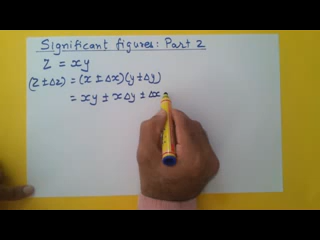 Significant figures: Part 2
Z = xy
(Z ± Δz) = (x ± Δx)(y ± Δy)
= xy ± xΔy ± Δx